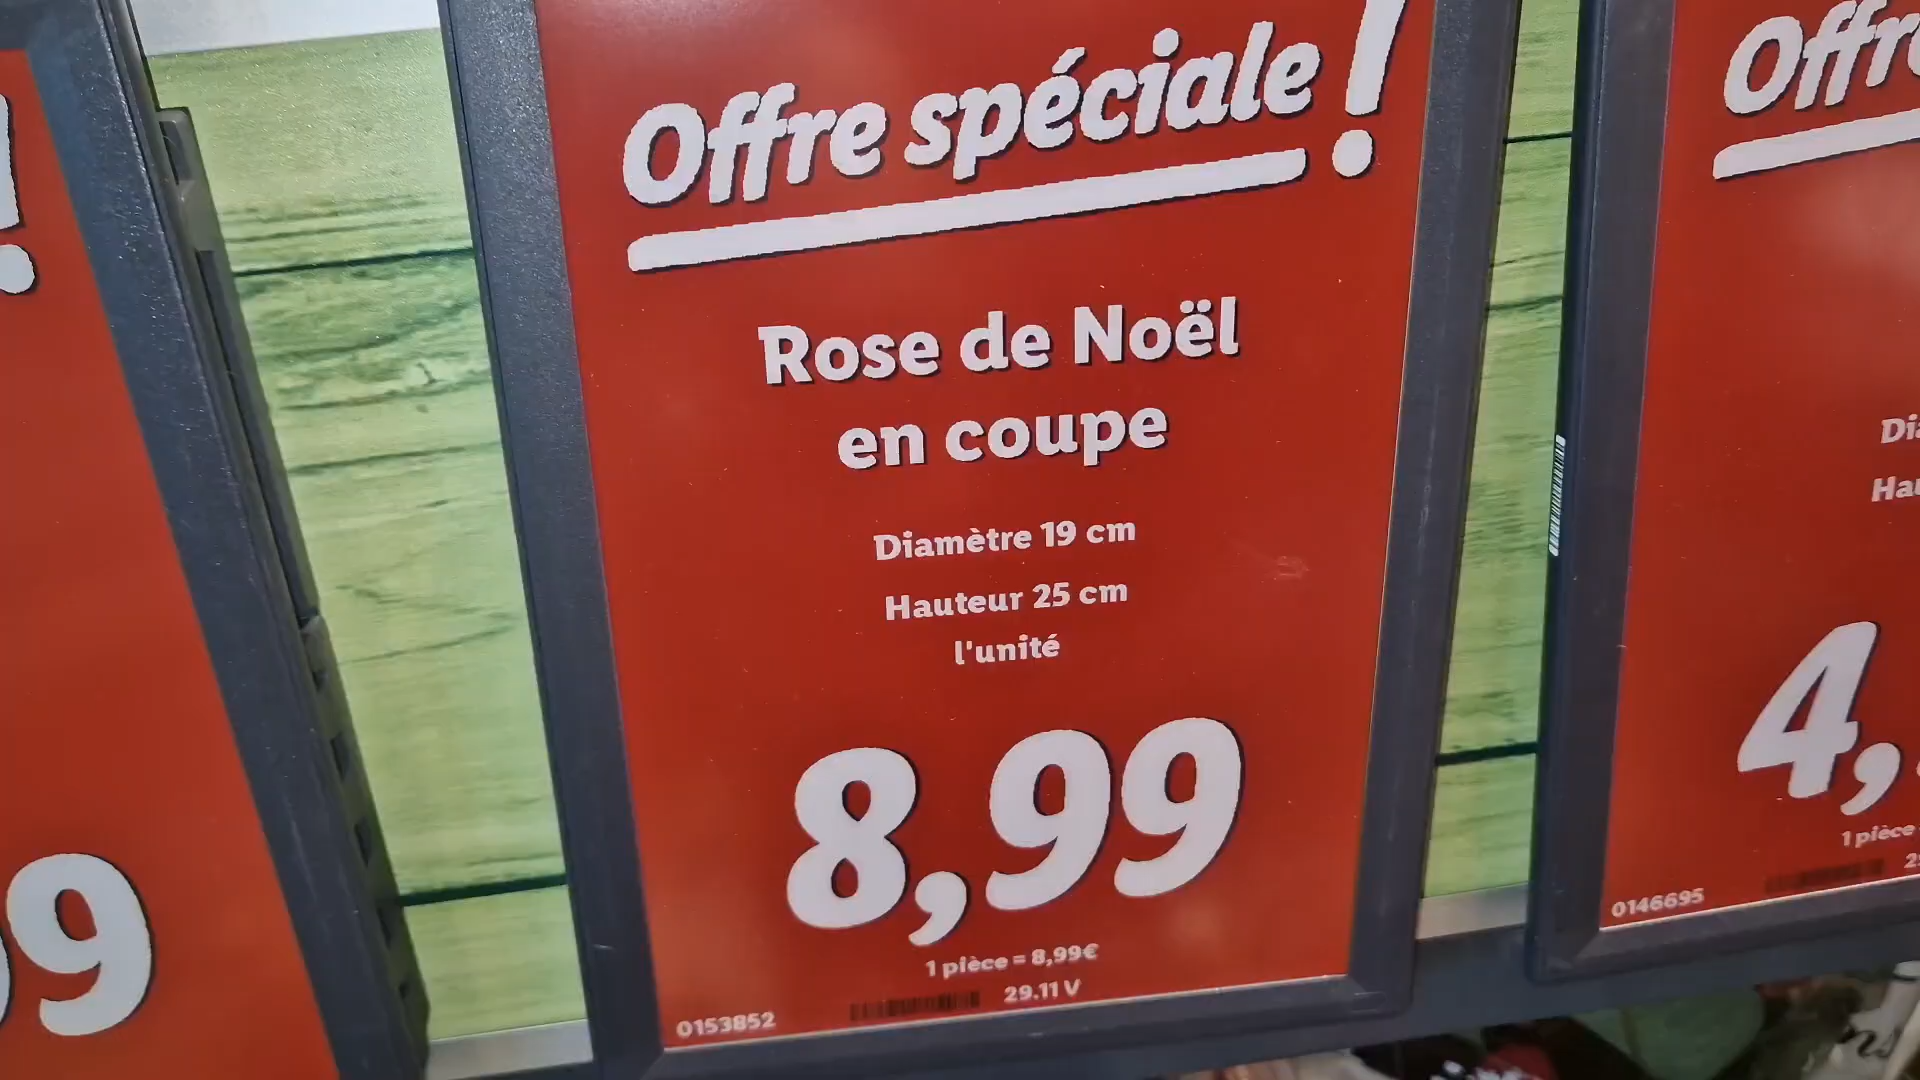 Offre spéciale !
Rose de Noël
en coupe
Diamètre 19 cm
Hauteur 25 cm
l'unité
8,99
1 pièce = 8,99€
29.11 V
0153852
!
99
4,
1 pièce
0146695